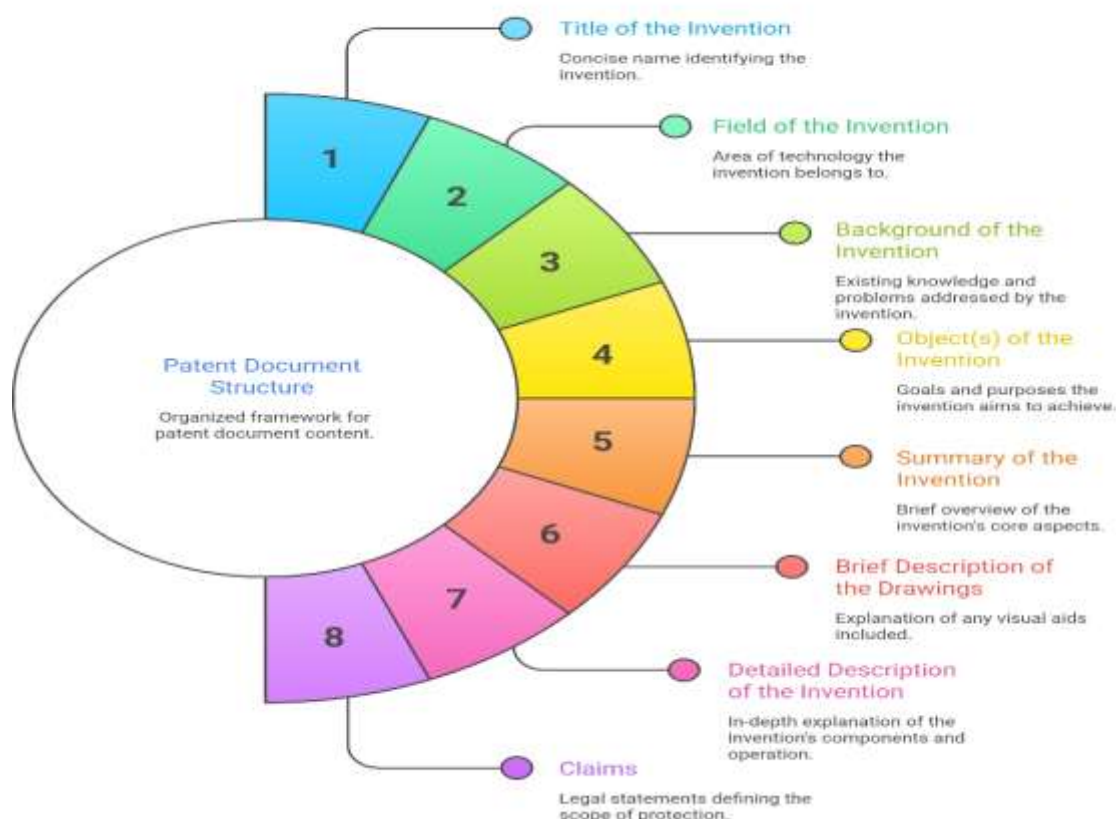 Title of the Invention
Concise name identifying the
invention.
1
Field of the Invention
Area of technology the
invention belongs to.
2
Background of the
Invention
Existing knowledge and
problems addressed by the
invention.
3
Object(s) of the
Invention
Goals and purposes the
invention aims to achieve.
4
Patent Document
Structure
Organized framework for
patent document content.
5
Summary of the
Invention
Brief overview of the
invention's core aspects.
6
Brief Description of
the Drawings
Explanation of any visual aids
included.
7
Detailed Description
of the Invention
In-depth explanation of the
invention's components and
operation.
8
Claims
Legal statements defining the
scope of protection.